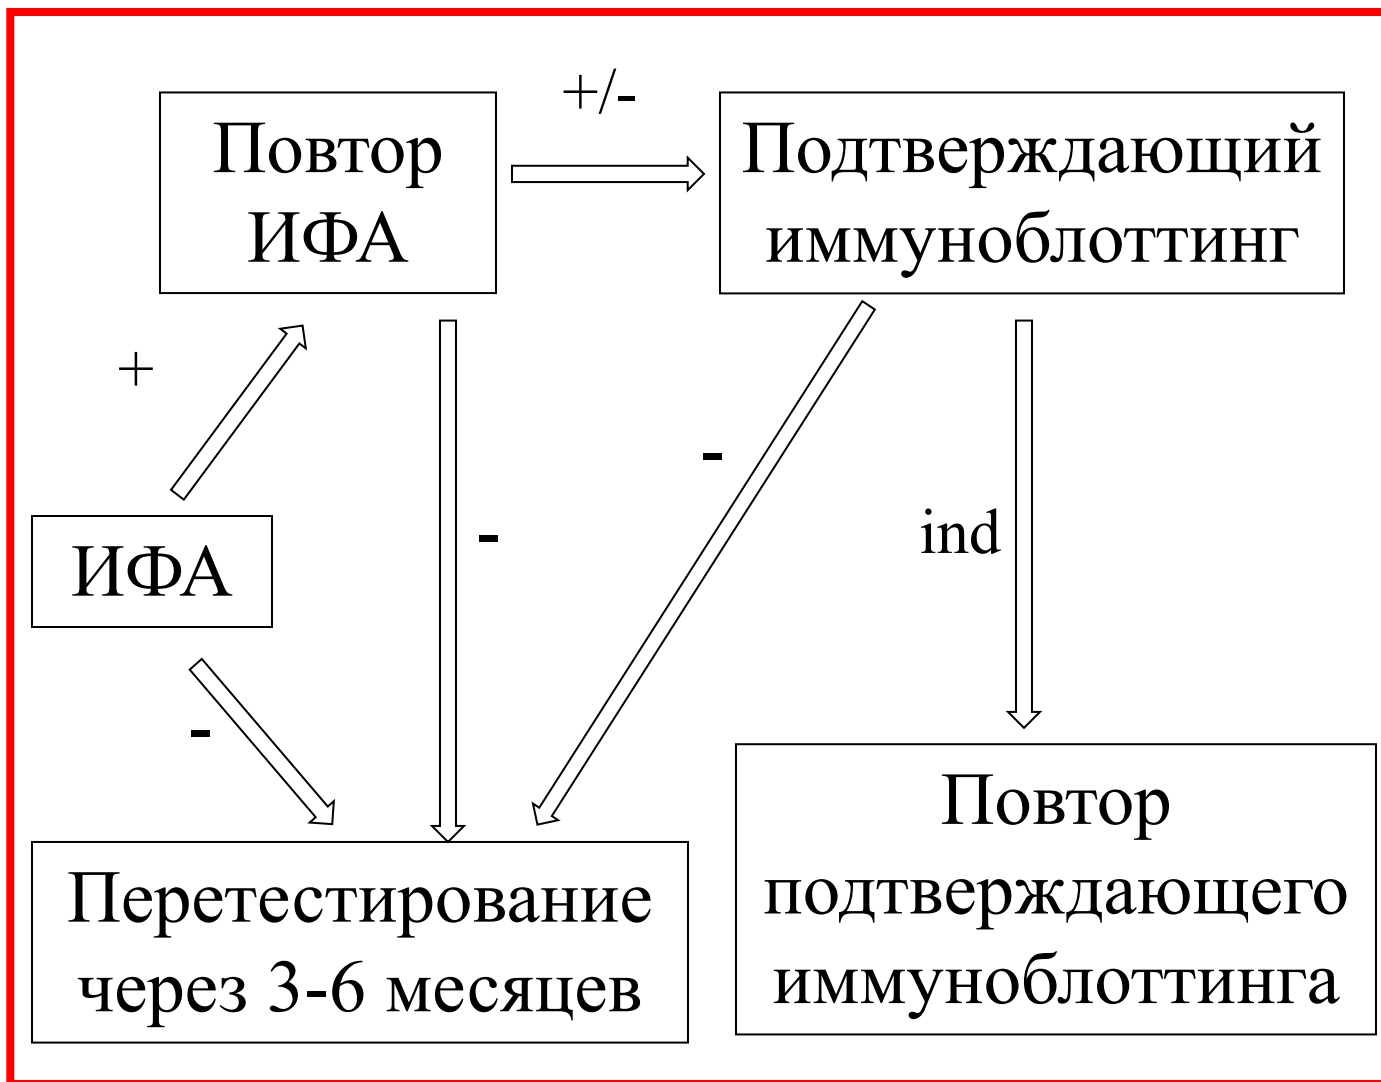 +/-
Повтор
ИФА
Подтверждающий
иммуноблоттинг
+
-
-
ind
ИФА
-
Повтор
подтверждающего
иммуноблоттинга
Перетестирование
через 3-6 месяцев